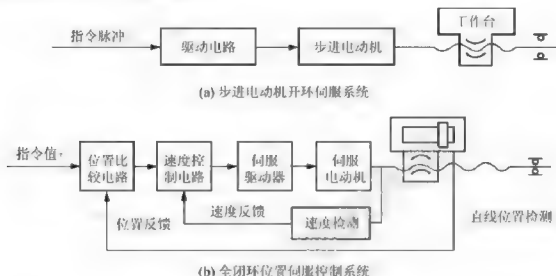 工作台
指令脉冲
驱动电路
步进电动机
(a) 步进电动机开环伺服系统
指令值
位置比
较电路
速度控
制电路
伺服
驱动器
伺服
电动机
速度反馈
速度检测
位置反馈
直线位置检测
(b) 全闭环位置伺服控制系统